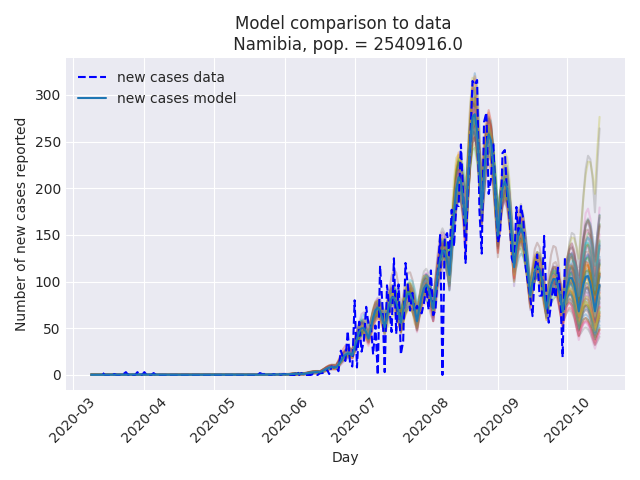 Model comparison to data
Namibia, pop. = 2540916.0
new cases data
new cases model
Number of new cases reported
300
250
200
150
100
50
0
2020-03
2020-04
2020-05
2020-06
2020-07
2020-08
2020-09
2020-10
Day